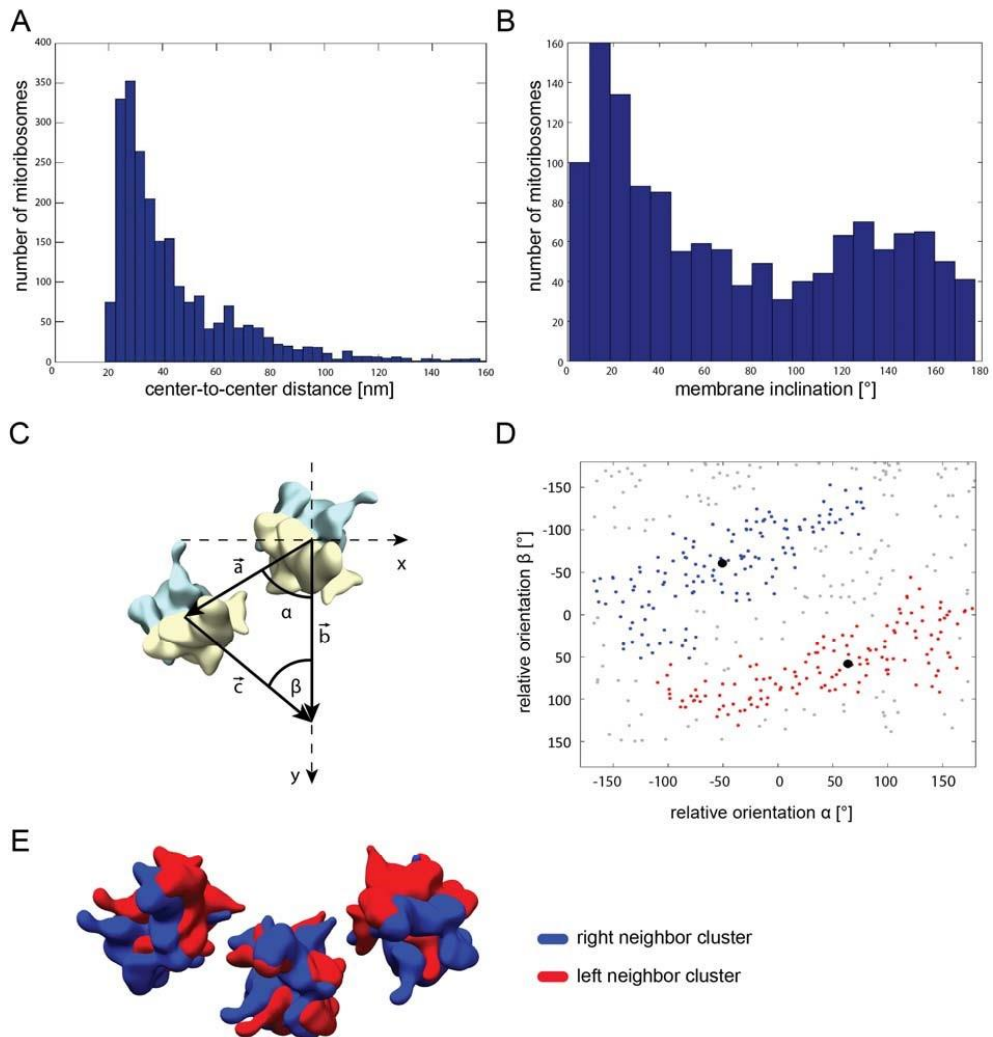 A
400
350
300
250
200
150
100
50
0
number of mitoribosomes
0 20 40 60 80 100 120 140 160
center-to-center distance [nm]
B
160
140
120
100
80
60
40
20
0
number of mitoribosomes
0 20 40 60 80 100 120 140 160 180
membrane inclination [°]
C
x
a
α
b
c
β
y
D
-150
-100
-50
0
50
100
150
relative orientation β [°]
-150 -100 -50 0 50 100 150
relative orientation α [°]
E
right neighbor cluster
left neighbor cluster